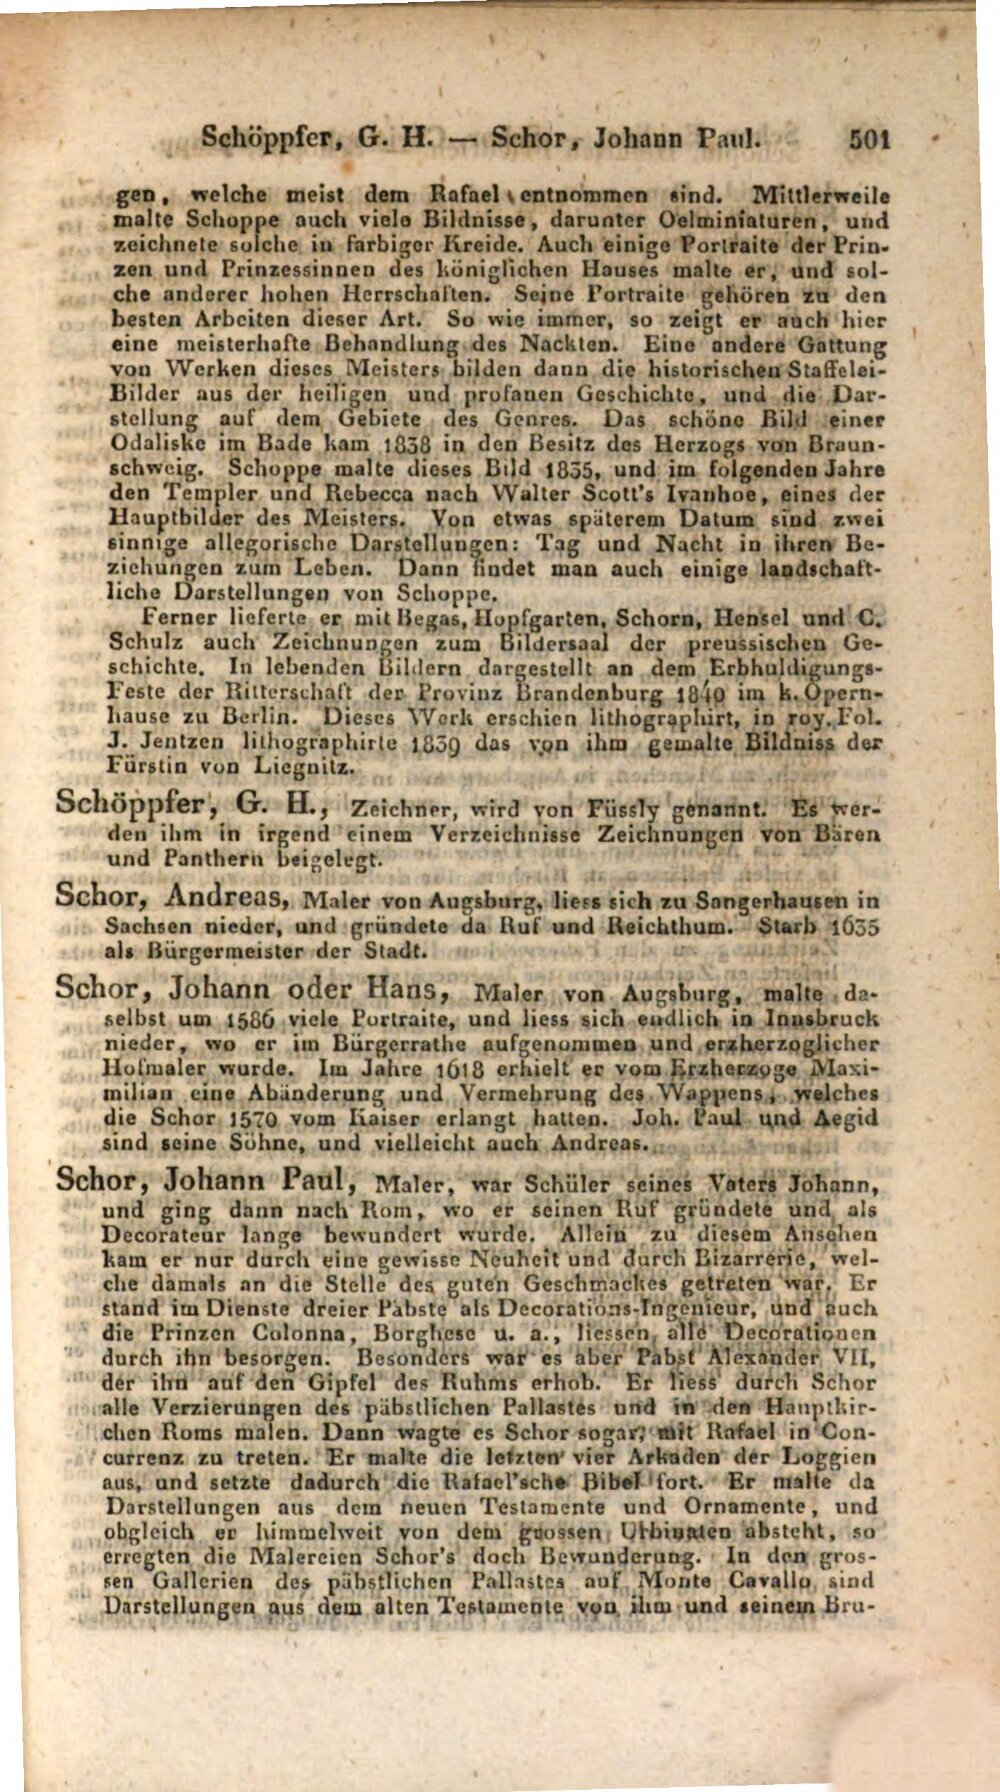 Schöppfer, G. H. — Schor, Johann Paul. 501
gen, welche meist dem Rafael entnommen sind. Mittlerweile
malte Schoppe auch viele Bildnisse, darunter Oelminiaturen, und
zeichnete solche in farbiger Kreide. Auch einige Portraite der Prin-
zen und Prinzessinnen des königlichen Hauses malte er, und sol-
che anderer hohen Herrschaften. Seine Portraite gehören zu den
besten Arbeiten dieser Art. So wie immer, so zeigt er auch hier
eine meisterhafte Behandlung des Nackten. Eine andere Gattung
von Werken dieses Meisters bilden dann die historischen Staffelei-
Bilder aus der heiligen und profanen Geschichte, und die Dar-
stellung auf dem Gebiete des Genres. Das schöne Bild einer
Odaliske im Bade kam 1838 in den Besitz des Herzogs von Braun-
schweig. Schoppe malte dieses Bild 1835, und im folgenden Jahre
den Templer und Rebecca nach Walter Scott's Ivanhoe, eines der
Hauptbilder des Meisters. Von etwas späterem Datum sind zwei
sinnige allegorische Darstellungen: Tag und Nacht in ihren Be-
ziehungen zum Leben. Dann findet man auch einige landschaft-
liche Darstellungen von Schoppe.
Ferner lieferte er mit Begas, Hopfgarten, Schorn, Hensel und C.
Schulz auch Zeichnungen zum Bildersaal der preussischen Ge-
schichte. In lebenden Bildern dargestellt an dem Erbhuldigungs-
Feste der Ritterschaft der Provinz Brandenburg 1840 im k. Opern-
hause zu Berlin. Dieses Werk erschien lithographirt, in roy. Fol.
J. Jentzen lithographirte 1839 das von ihm gemalte Bildniss der
Fürstin von Liegnitz.
Schöppfer, G. H., Zeichner, wird von Füssly genannt. Es wer-
den ihm in irgend einem Verzeichnisse Zeichnungen von Bären
und Panthern beigelegt.
Schor, Andreas, Maler von Augsburg, liess sich zu Sangerhausen in
Sachsen nieder, und gründete da Ruf und Reichthum. Starb 1635
als Bürgermeister der Stadt.
Schor, Johann oder Hans, Maler von Augsburg, malte da-
selbst um 1586 viele Portraite, und liess sich endlich in Innsbruck
nieder, wo er im Bürgerrathe aufgenommen und erzherzoglicher
Hofmaler wurde. Im Jahre 1618 erhielt er vom Erzherzoge Maxi-
milian eine Abänderung und Vermehrung des Wappens, welches
die Schor 1570 vom Kaiser erlangt hatten. Joh. Paul und Aegid
sind seine Söhne, und vielleicht auch Andreas.
Schor, Johann Paul, Maler, war Schüler seines Vaters Johann,
und ging dann nach Rom, wo er seinen Ruf gründete und als
Decorateur lange bewundert wurde. Allein zu diesem Ansehen
kam er nur durch eine gewisse Neuheit und durch Bizarrerie, wel-
che damals an die Stelle des guten Geschmackes getreten war. Er
stand im Dienste dreier Päbste als Decorations-Ingenieur, und auch
die Prinzen Colonna, Borghese u. a., liessen alle Decorationen
durch ihn besorgen. Besonders war es aber Pabst Alexander VII,
der ihn auf den Gipfel des Ruhms erhob. Er liess durch Schor
alle Verzierungen des päbstlichen Pallastes und in den Hauptkir-
chen Roms malen. Dann wagte es Schor sogar, mit Rafael in Con-
currenz zu treten. Er malte die letzten vier Arkaden der Loggien
aus, und setzte dadurch die Rafael'sche Bibel fort. Er malte da
Darstellungen aus dem neuen Testamente und Ornamente, und
obgleich er himmelweit von dem grossen Urbinaten absteht, so
erregten die Malereien Schor's doch Bewunderung. In den gros-
sen Gallerien des päbstlichen Pallastes auf Monte Cavallo sind
Darstellungen aus dem alten Testamente von ihm und seinem Bru-